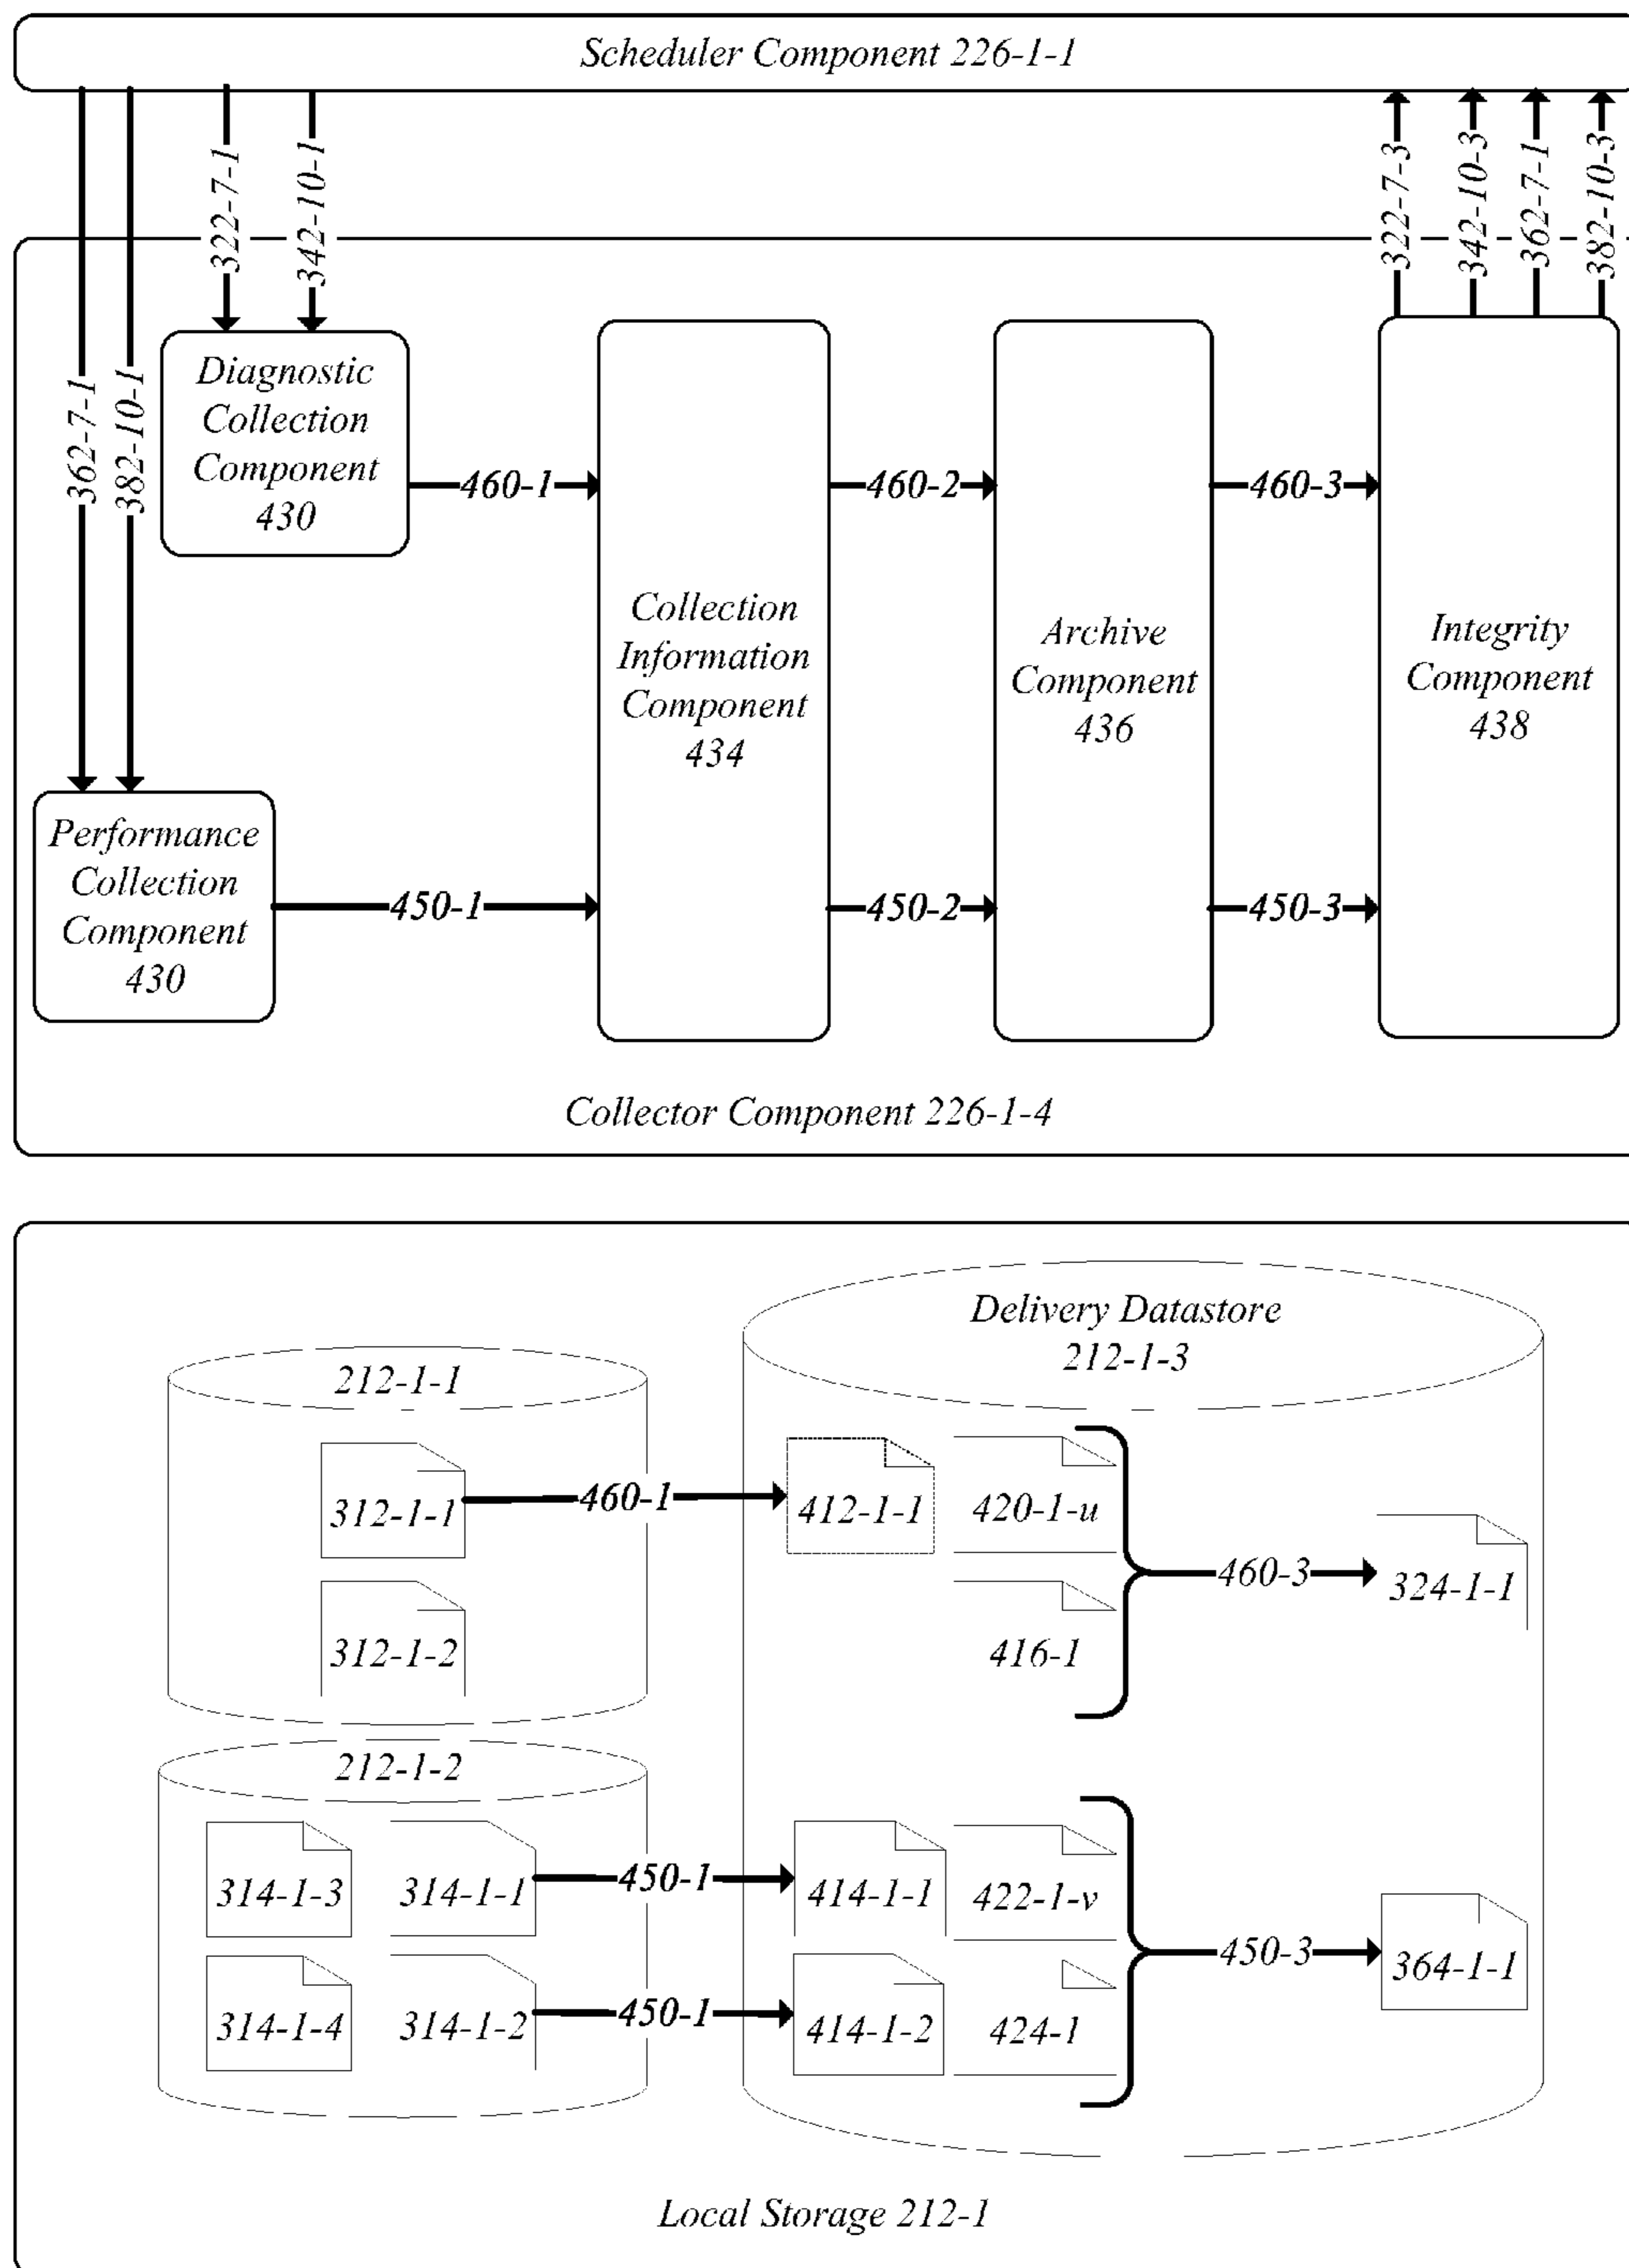 Scheduler Component 226-1-1
362-7-1
382-10-1
322-7-1
342-10-1
322-7-3
342-10-3
362-7-1
382-10-3
Diagnostic
Collection
Component
430
460-1
460-2
460-3
Collection
Information
Component
434
Archive
Component
436
Integrity
Component
438
Performance
Collection
Component
430
450-1
450-2
450-3
Collector Component 226-1-4
Delivery Datastore
212-1-3
212-1-1
312-1-1
460-1
412-1-1
420-1-u
460-3
324-1-1
312-1-2
416-1
212-1-2
314-1-3
314-1-1
450-1
414-1-1
422-1-v
450-3
364-1-1
314-1-4
314-1-2
450-1
414-1-2
424-1
Local Storage 212-1